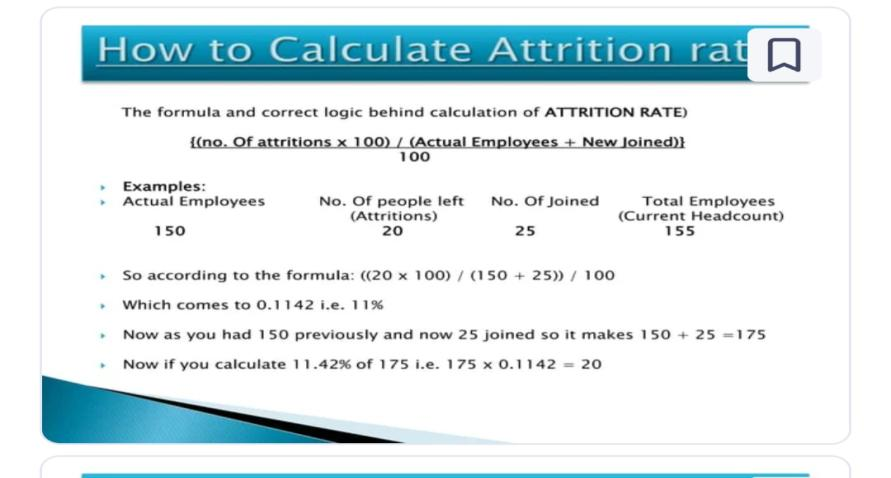 How to Calculate Attrition rat
The formula and correct logic behind calculation of ATTRITION RATE)
{(no. Of attritions x 100) / (Actual Employees + New Joined)}
100
Examples:
Actual Employees No. Of people left No. Of Joined Total Employees
(Attritions) (Current Headcount)
150 20 25 155
So according to the formula: ((20 x 100) / (150 + 25)) / 100
Which comes to 0.1142 i.e. 11%
Now as you had 150 previously and now 25 joined so it makes 150 + 25 =175
Now if you calculate 11.42% of 175 i.e. 175 x 0.1142 = 20